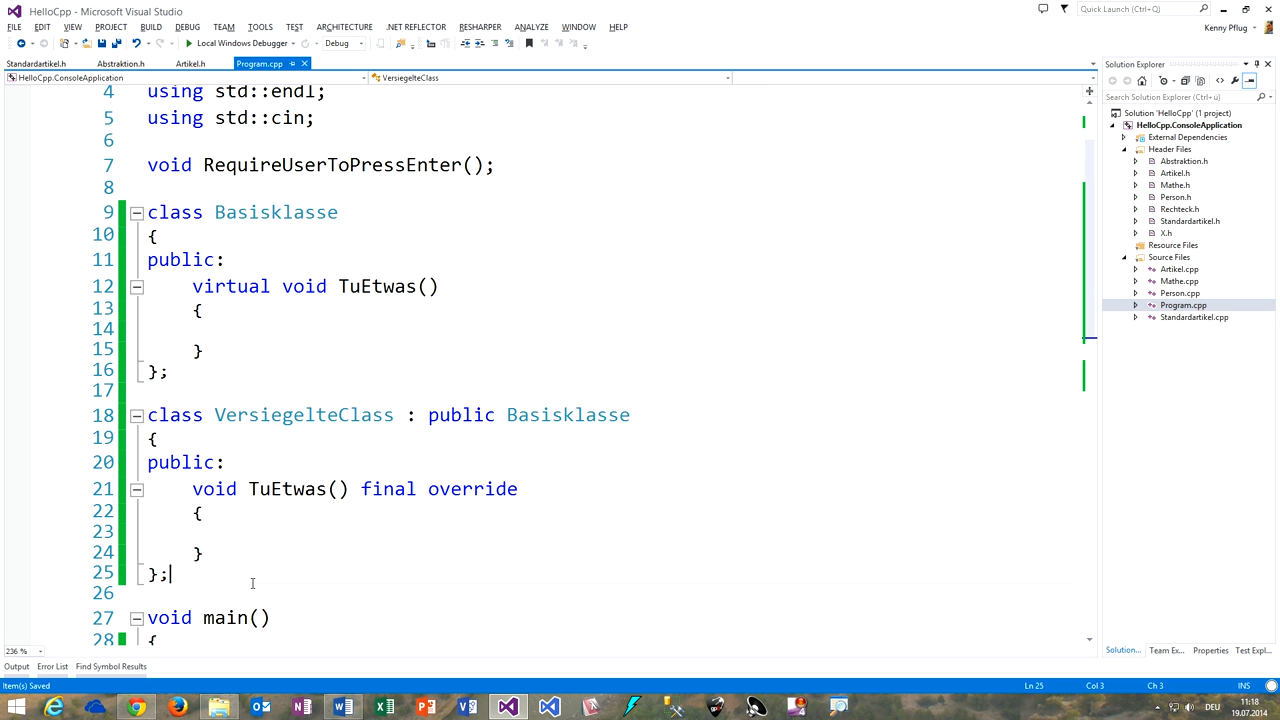 HelloCpp - Microsoft Visual Studio
Quick Launch (Ctrl+Q)
FILE EDIT VIEW PROJECT BUILD DEBUG TEAM TOOLS TEST ARCHITECTURE .NET REFLECTOR RESHARPER ANALYZE WINDOW HELP
Kenny Pflug
Local Windows Debugger Debug
Standardartikel.h Abstraktion.h Artikel.h Program.cpp
HelloCpp.ConsoleApplication VersiegelteClass
4 using std::endl;
5 using std::cin;
6
7 void RequireUserToPressEnter();
8
9 class Basisklasse
10 {
11 public:
12 virtual void TuEtwas()
13 {
14
15 }
16 };
17
18 class VersiegelteClass : public Basisklasse
19 {
20 public:
21 void TuEtwas() final override
22 {
23
24 }
25 };
26
27 void main()
28 {
236 %
Solution Explorer
Search Solution Explorer (Ctrl+ü)
Solution 'HelloCpp' (1 project)
HelloCpp.ConsoleApplication
External Dependencies
Header Files
Abstraktion.h
Artikel.h
Mathe.h
Person.h
Rechteck.h
Standardartikel.h
X.h
Resource Files
Source Files
Artikel.cpp
Mathe.cpp
Person.cpp
Program.cpp
Standardartikel.cpp
Solution... Team Ex... Properties Test Expl...
Output Error List Find Symbol Results
Item(s) Saved Ln 25 Col 3 Ch 3 INS
DEU
11:18
19.07.2014